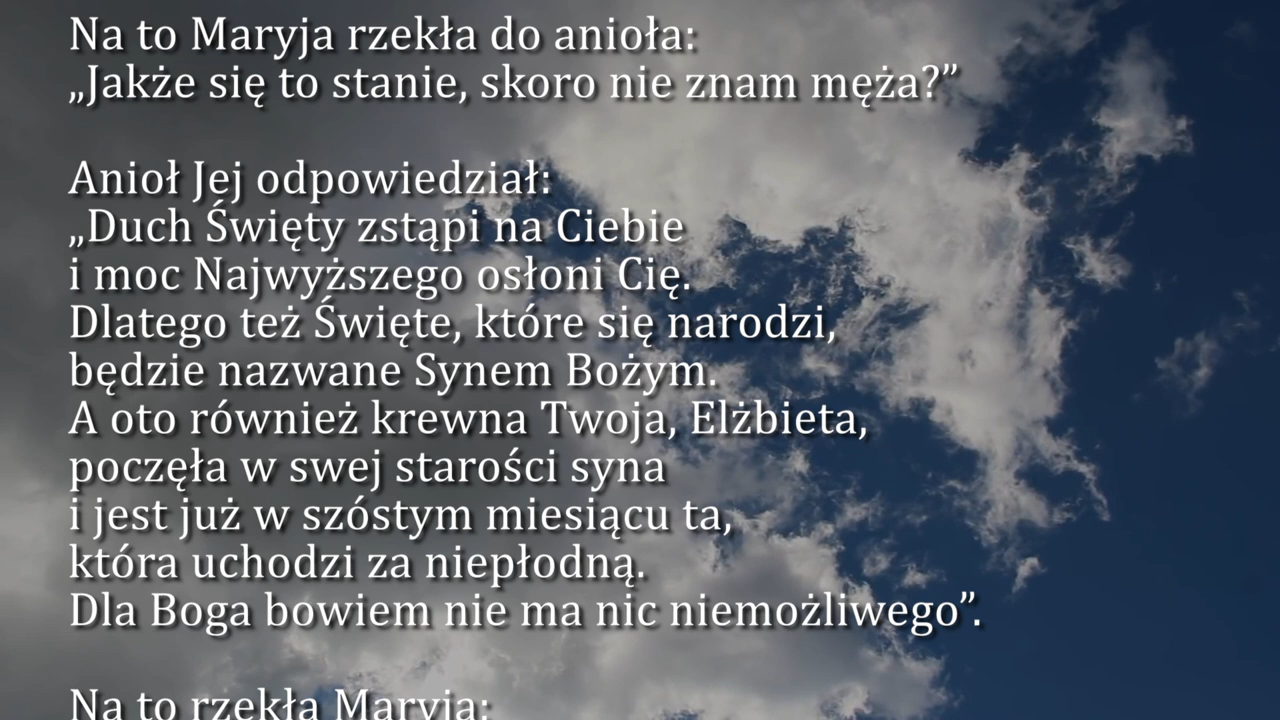 Na to Maryja rzekła do anioła:
„Jakże się to stanie, skoro nie znam męża?”
Anioł Jej odpowiedział:
„Duch Święty zstąpi na Ciebie
i moc Najwyższego osłoni Cię.
Dlatego też Święte, które się narodzi,
będzie nazwane Synem Bożym.
A oto również krewna Twoja, Elżbieta,
poczęła w swej starości syna
i jest już w szóstym miesiącu ta,
która uchodzi za niepłodną.
Dla Boga bowiem nie ma nic niemożliwego”.
Na to rzekła Maryja: